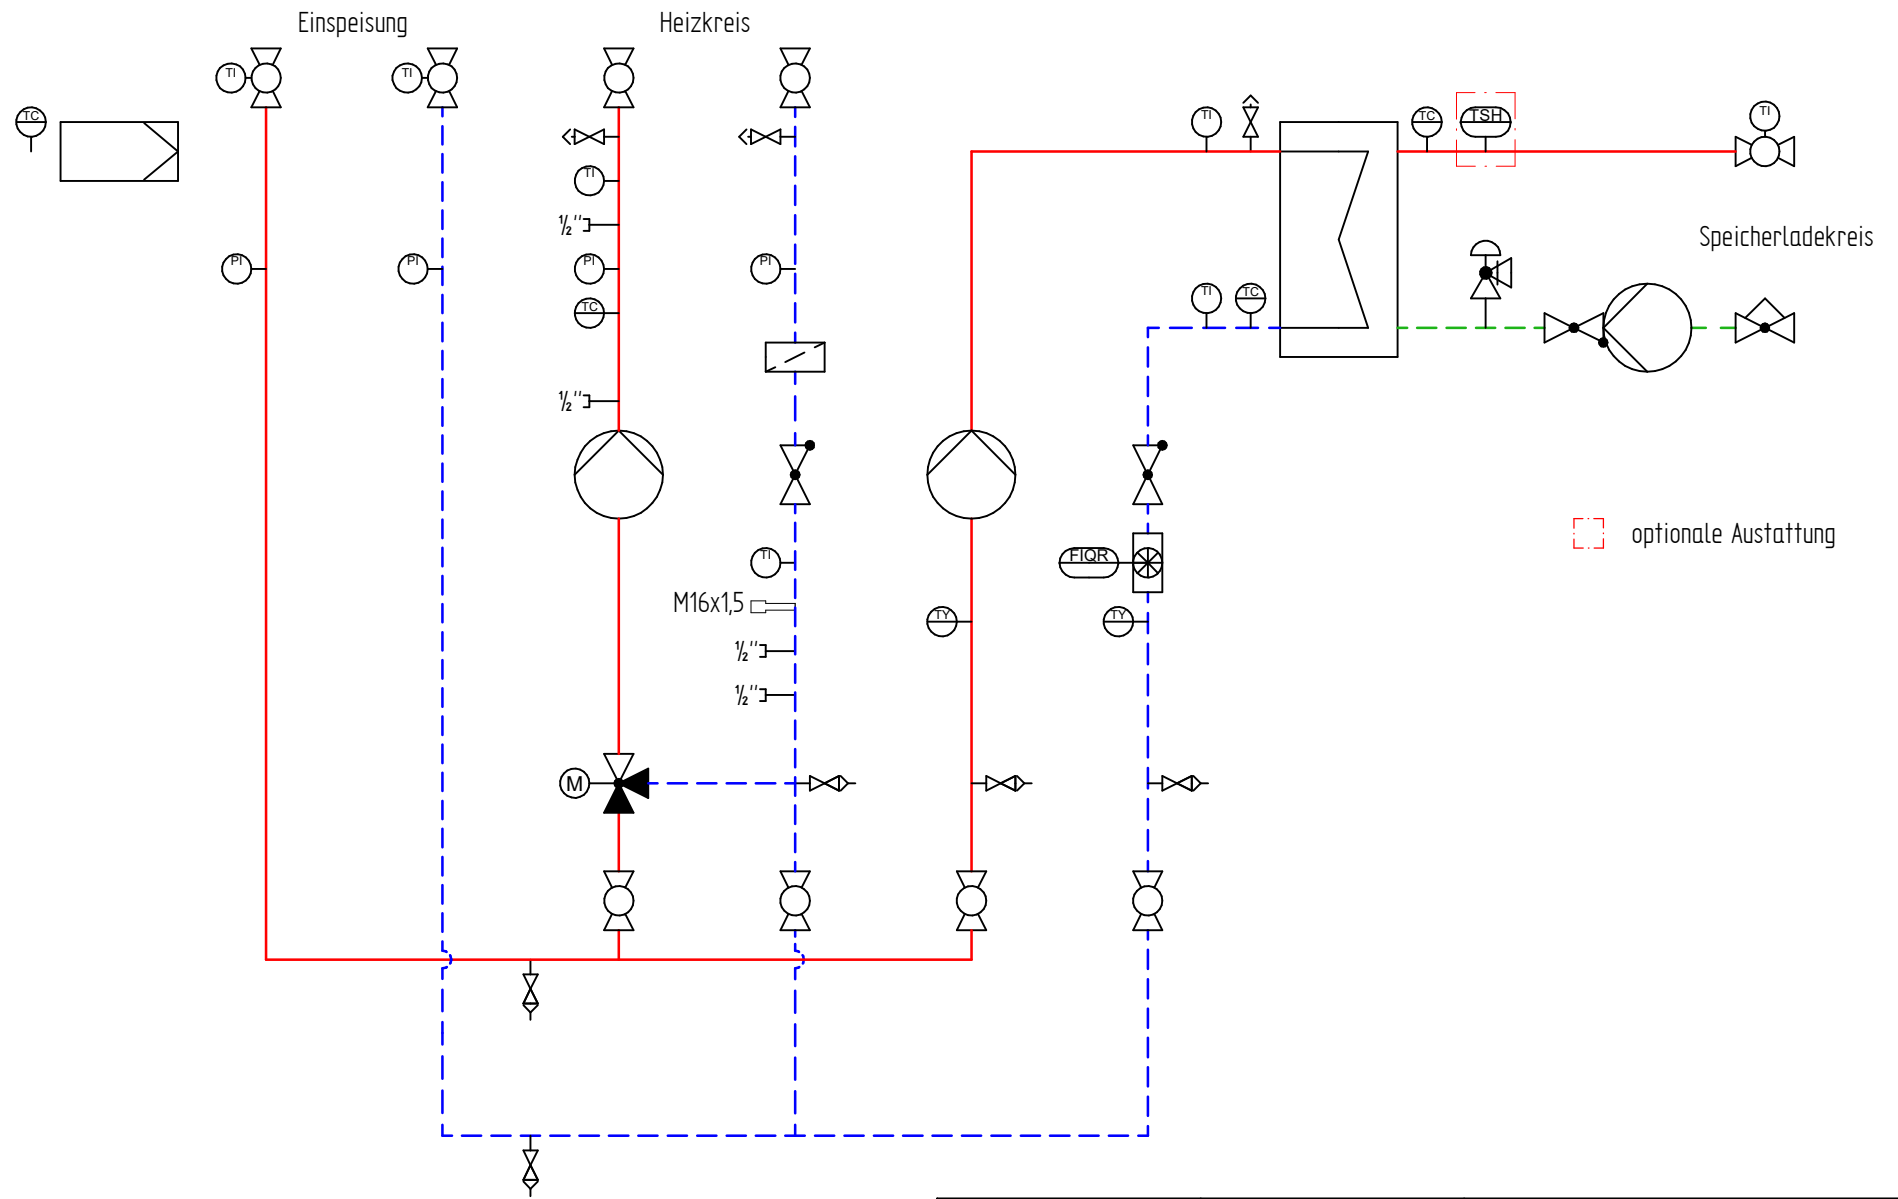 Einspeisung
Heizkreis
TI
TI
TC
TI
TC
TSH
TI
TI
½''
Speicherladekreis
PI
PI
PI
PI
TC
TI
TC
½''
optionale Austattung
TI
FIQR
M16x1,5
TY
TY
½''
½''
M